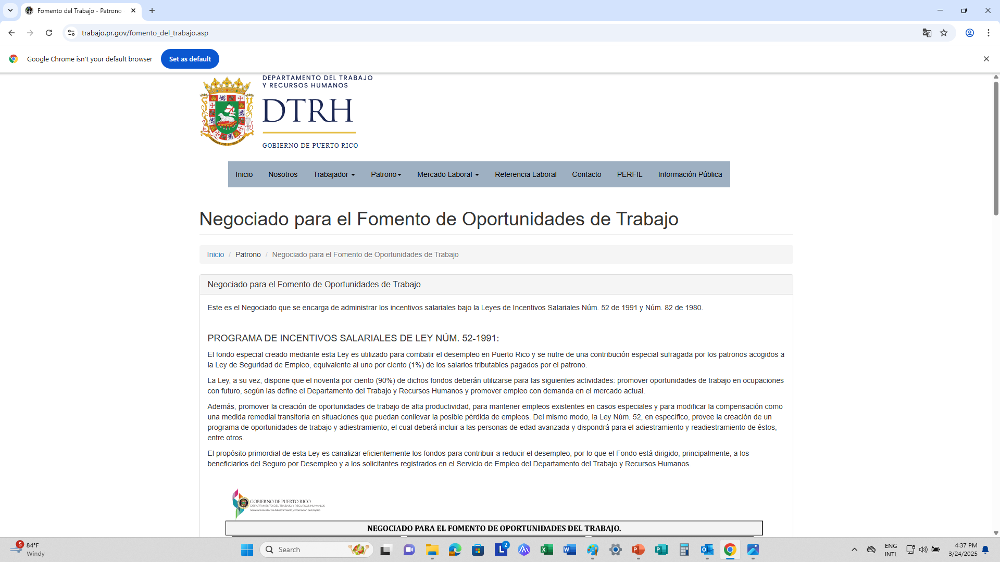 Fomento del Trabajo - Patrono
trabajo.pr.gov/fomento_del_trabajo.asp
Google Chrome isn't your default browser
Set as default
DEPARTAMENTO DEL TRABAJO
Y RECURSOS HUMANOS
DTRH
GOBIERNO DE PUERTO RICO
Inicio Nosotros Trabajador Patrono Mercado Laboral Referencia Laboral Contacto PERFIL Información Pública
Negociado para el Fomento de Oportunidades de Trabajo
Inicio / Patrono / Negociado para el Fomento de Oportunidades de Trabajo
Negociado para el Fomento de Oportunidades de Trabajo
Este es el Negociado que se encarga de administrar los incentivos salariales bajo la Leyes de Incentivos Salariales Núm. 52 de 1991 y Núm. 82 de 1980.
PROGRAMA DE INCENTIVOS SALARIALES DE LEY NÚM. 52-1991:
El fondo especial creado mediante esta Ley es utilizado para combatir el desempleo en Puerto Rico y se nutre de una contribución especial sufragada por los patronos acogidos a
la Ley de Seguridad de Empleo, equivalente al uno por ciento (1%) de los salarios tributables pagados por el patrono.
La Ley, a su vez, dispone que el noventa por ciento (90%) de dichos fondos deberán utilizarse para las siguientes actividades: promover oportunidades de trabajo en ocupaciones
con futuro, según las define el Departamento del Trabajo y Recursos Humanos y promover empleo con demanda en el mercado actual.
Además, promover la creación de oportunidades de trabajo de alta productividad, para mantener empleos existentes en casos especiales y para modificar la compensación como
una medida remedial transitoria en situaciones que puedan conllevar la posible pérdida de empleos. Del mismo modo, la Ley Núm. 52, en específico, provee la creación de un
programa de oportunidades de trabajo y adiestramiento, el cual deberá incluir a las personas de edad avanzada y dispondrá para el adiestramiento y readiestramiento de éstos,
entre otros.
El propósito primordial de esta Ley es canalizar eficientemente los fondos para contribuir a reducir el desempleo, por lo que el Fondo está dirigido, principalmente, a los
beneficiarios del Seguro por Desempleo y a los solicitantes registrados en el Servicio de Empleo del Departamento del Trabajo y Recursos Humanos.
GOBIERNO DE PUERTO RICO
DEPARTAMENTO DEL TRABAJO Y RECURSOS HUMANOS
Secretaría Auxiliar de Adiestramiento y Promoción de Empleo
NEGOCIADO PARA EL FOMENTO DE OPORTUNIDADES DEL TRABAJO.
5
84°F
Windy
Search
2
ENG
INTL
4:37 PM
3/24/2025